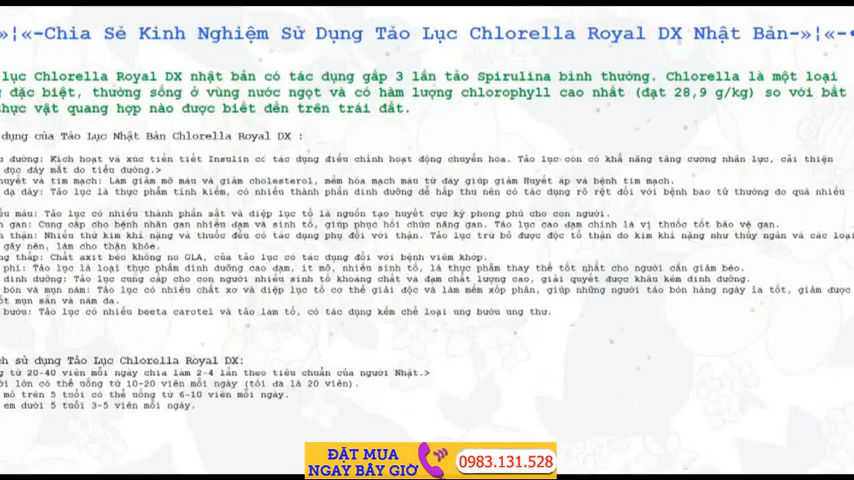 »¦«-Chia Sẻ Kinh Nghiệm Sử Dụng Tảo Lục Chlorella Royal DX Nhật Bản-»¦«-
lục Chlorella Royal DX nhật bản có tác dụng gấp 3 lần tảo Spirulina bình thường. Chlorella là một loại
đặc biệt, thường sống ở vùng nước ngọt và có hàm lượng chlorophyll cao nhất (đạt 28,9 g/kg) so với bất
thực vật quang hợp nào được biết đến trên trái đất.
dụng của Tảo Lục Nhật Bản Chlorella Royal DX :
đường: Kích hoạt và xúc tiến tiết Insulin có tác dụng điều chỉnh hoạt động chuyển hóa. Tảo lục còn có khả năng tăng cường nhãn lực, cải thiện
đục đáy mắt do tiểu đường.>
huyết và tim mạch: Làm giảm mỡ máu và giảm cholesterol, mềm hóa mạch máu từ đấy giúp giảm Huyết áp và bệnh tim mạch.
dạ dày: Tảo lục là thực phẩm tính kiềm, có nhiều thành phần dinh dưỡng dễ hấp thu nên có tác dụng rõ rệt đối với bệnh bao tử thường do quá nhiều
máu: Tảo lục có nhiều thành phần sắt và diệp lục tố là nguồn tạo huyết cực kỳ phong phú cho con người.
gan: Cung cấp cho bệnh nhân gan nhiều đạm và sinh tố, giúp phục hồi chức năng gan. Tảo lục cao đạm chính là vị thuốc tốt bảo vệ gan.
thận: Nhiều thứ kim khí nặng và thuốc đều có tác dụng phụ đối với thận. Tảo lục trừ bỏ được độc tố thận do kim khí nặng như thủy ngân và các loại
gây nên, làm cho thận khỏe.
thấp: Chất axit béo không no GLA, của tảo lục có tác dụng đối với bệnh viêm khớp.
phì: Tảo lục là loại thực phẩm dinh dưỡng cao đạm, ít mỡ, nhiều sinh tố, là thực phẩm thay thế tốt nhất cho người cần giảm béo.
dinh dưỡng: Tảo lục cung cấp cho con người nhiều sinh tố khoáng chất và đạm chất lượng cao, giải quyết được khâu kém dinh dưỡng.
bón và mụn nám: Tảo lục có nhiều chất xơ và diệp lục tố có thể giải độc và làm mềm xốp phân, giúp những người táo bón hàng ngày ỉa tốt, giảm được
mụn sần và nám da.
bướu: Tảo lục có nhiều beeta carotel và tảo lam tố, có tác dụng kềm chế loại ung bướu ung thư.
sử dụng Tảo Lục Chlorella Royal DX:
từ 20-40 viên mỗi ngày chia làm 2-4 lần theo tiêu chuẩn của người Nhật.>
lớn có thể uống từ 10-20 viên mỗi ngày (tối đa là 20 viên).
trên 5 tuổi có thể uống từ 6-10 viên mỗi ngày.
em dưới 5 tuổi 3-5 viên mỗi ngày.
ĐẶT MUA
NGAY BÂY GIỜ
0983.131.528